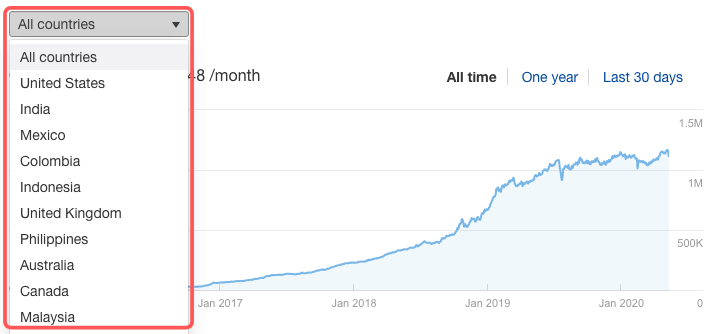 All countries
All countries
United States
India
Mexico
Colombia
Indonesia
United Kingdom
Philippines
Australia
Canada
Malaysia
48 /month
All time
One year
Last 30 days
1.5M
1M
500K
0
Jan 2017
Jan 2018
Jan 2019
Jan 2020